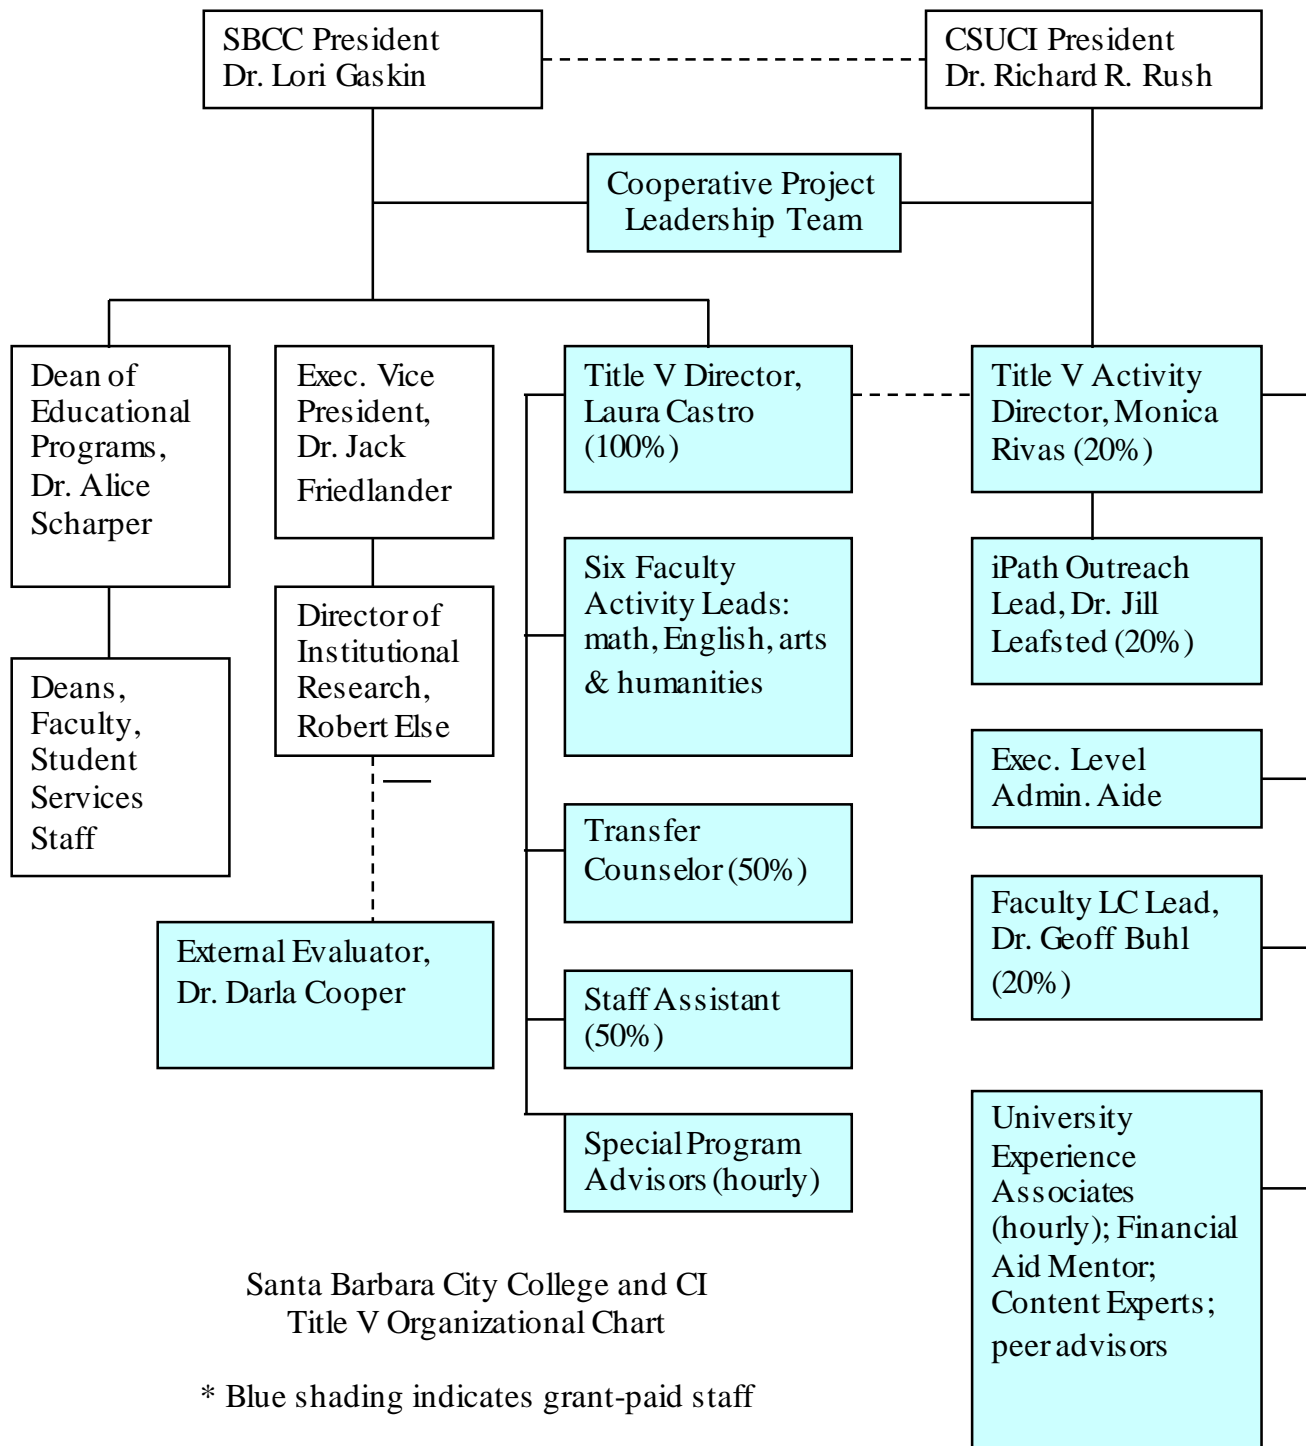 SBCC President
Dr. Lori Gaskin
CSUCI President
Dr. Richard R. Rush
Cooperative Project
Leadership Team
Dean of
Educational
Programs,
Dr. Alice
Scharper
Exec. Vice
President,
Dr. Jack
Friedlander
Title V Director,
Laura Castro
(100%)
Title V Activity
Director, Monica
Rivas (20%)
Six Faculty
Activity Leads:
math, English, arts
& humanities
iPath Outreach
Lead, Dr. Jill
Leafsted (20%)
Director of
Institutional
Research,
Robert Else
Deans,
Faculty,
Student
Services
Staff
Exec. Level
Admin. Aide
Transfer
Counselor (50%)
Faculty LC Lead,
Dr. Geoff Buhl
(20%)
External Evaluator,
Dr. Darla Cooper
Staff Assistant
(50%)
Special Program
Advisors (hourly)
University
Experience
Associates
(hourly); Financial
Aid Mentor;
Content Experts;
peer advisors
Santa Barbara City College and CI
Title V Organizational Chart
* Blue shading indicates grant-paid staff